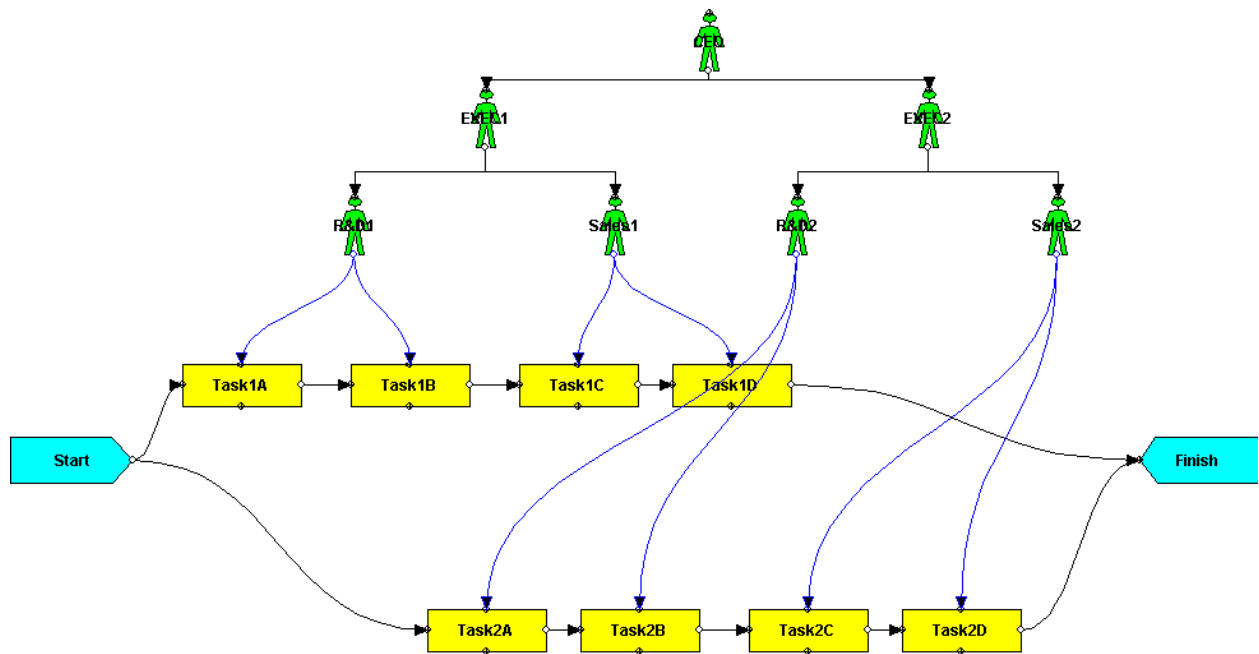 CEO
EXEC1
EXEC2
R&D1
Sales1
R&D2
Sales2
Task1A
Task1B
Task1C
Task1D
Start
Finish
Task2A
Task2B
Task2C
Task2D